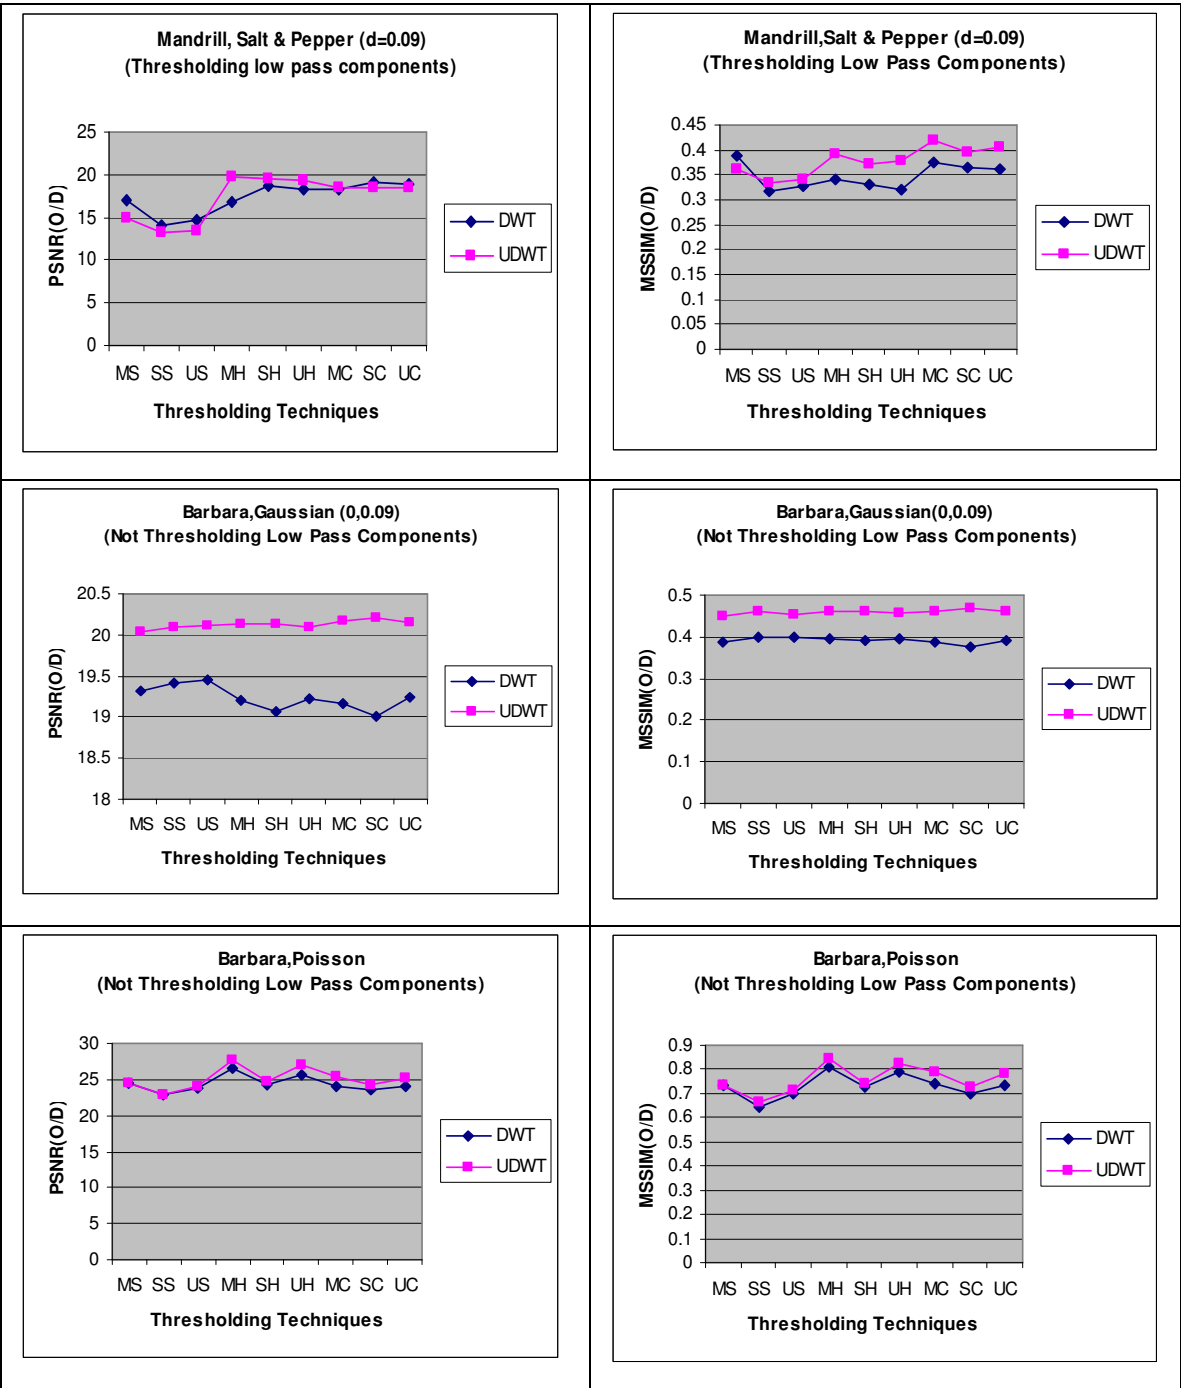 Mandrill, Salt & Pepper (d=0.09)
(Thresholding low pass components)
25
20
15
10
5
0
PSNR(O/D)
MS SS US MH SH UH MC SC UC
Thresholding Techniques
DWT
UDWT
Mandrill,Salt & Pepper (d=0.09)
(Thresholding Low Pass Components)
0.45
0.4
0.35
0.3
0.25
0.2
0.15
0.1
0.05
0
MSSIM(O/D)
MS SS US MH SH UH MC SC UC
Thresholding Techniques
DWT
UDWT
Barbara,Gaussian (0,0.09)
(Not Thresholding Low Pass Components)
20.5
20
19.5
19
18.5
18
PSNR(O/D)
MS SS US MH SH UH MC SC UC
Thresholding Techniques
DWT
UDWT
Barbara,Gaussian(0,0.09)
(Not Thresholding Low Pass Components)
0.5
0.4
0.3
0.2
0.1
0
MSSIM(O/D)
MS SS US MH SH UH MC SC UC
Thresholding Techniques
DWT
UDWT
Barbara,Poisson
(Not Thresholding Low Pass Components)
30
25
20
15
10
5
0
PSNR(O/D)
MS SS US MH SH UH MC SC UC
Thresholding Techniques
DWT
UDWT
Barbara,Poisson
(Not Thresholding Low Pass Components)
0.9
0.8
0.7
0.6
0.5
0.4
0.3
0.2
0.1
0
MSSIM(O/D)
MS SS US MH SH UH MC SC UC
Thresholding Techniques
DWT
UDWT